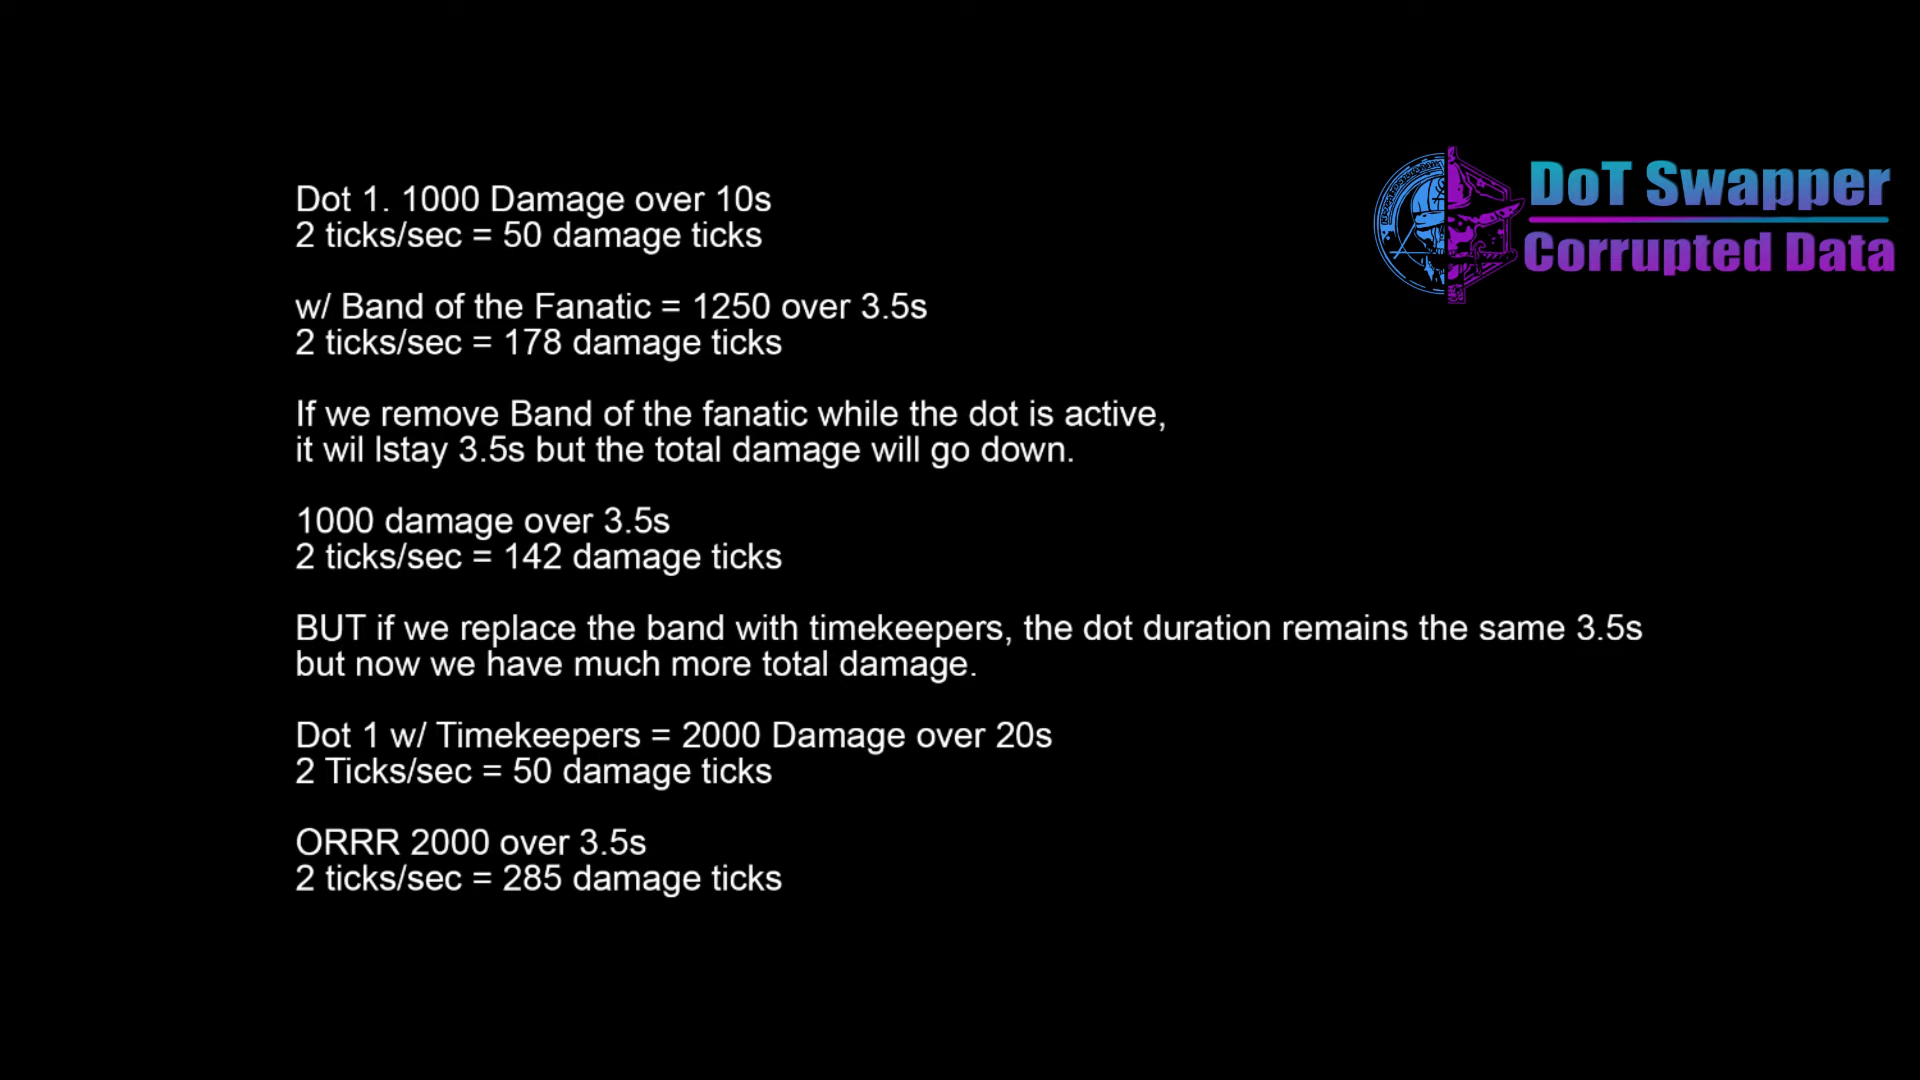 Dot 1. 1000 Damage over 10s
2 ticks/sec = 50 damage ticks
w/ Band of the Fanatic = 1250 over 3.5s
2 ticks/sec = 178 damage ticks
If we remove Band of the fanatic while the dot is active,
it wil lstay 3.5s but the total damage will go down.
1000 damage over 3.5s
2 ticks/sec = 142 damage ticks
BUT if we replace the band with timekeepers, the dot duration remains the same 3.5s
but now we have much more total damage.
Dot 1 w/ Timekeepers = 2000 Damage over 20s
2 Ticks/sec = 50 damage ticks
ORRR 2000 over 3.5s
2 ticks/sec = 285 damage ticks
DoT Swapper
Corrupted Data